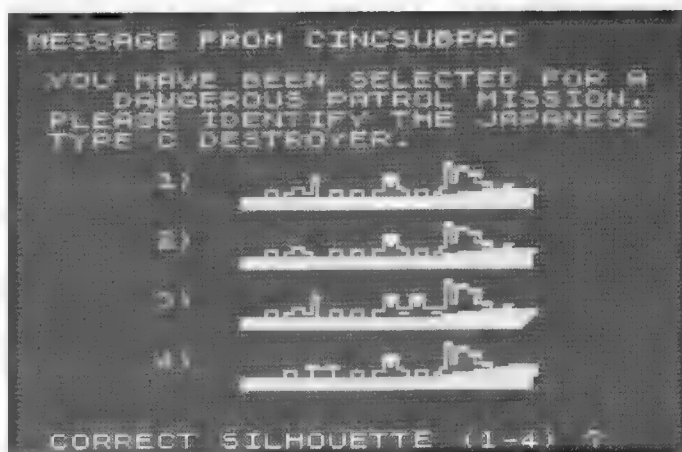 MESSAGE FROM CINCSUBPAC
YOU HAVE BEEN SELECTED FOR A
DANGEROUS PATROL MISSION.
PLEASE IDENTIFY THE JAPANESE
TYPE C DESTROYER.
1)
2)
3)
4)
CORRECT SILHOUETTE (1-4) ?